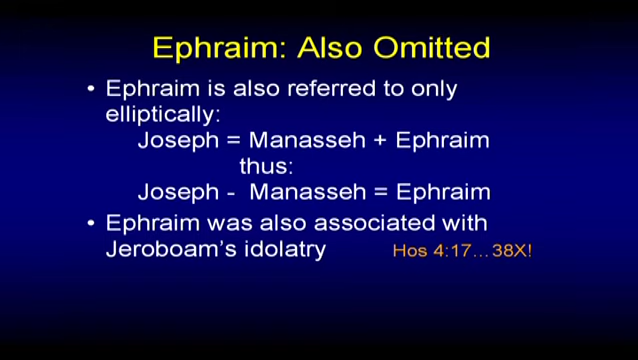 Ephraim: Also Omitted
• Ephraim is also referred to only
elliptically:
Joseph = Manasseh + Ephraim
thus:
Joseph - Manasseh = Ephraim
• Ephraim was also associated with
Jeroboam's idolatry Hos 4:17...38X!